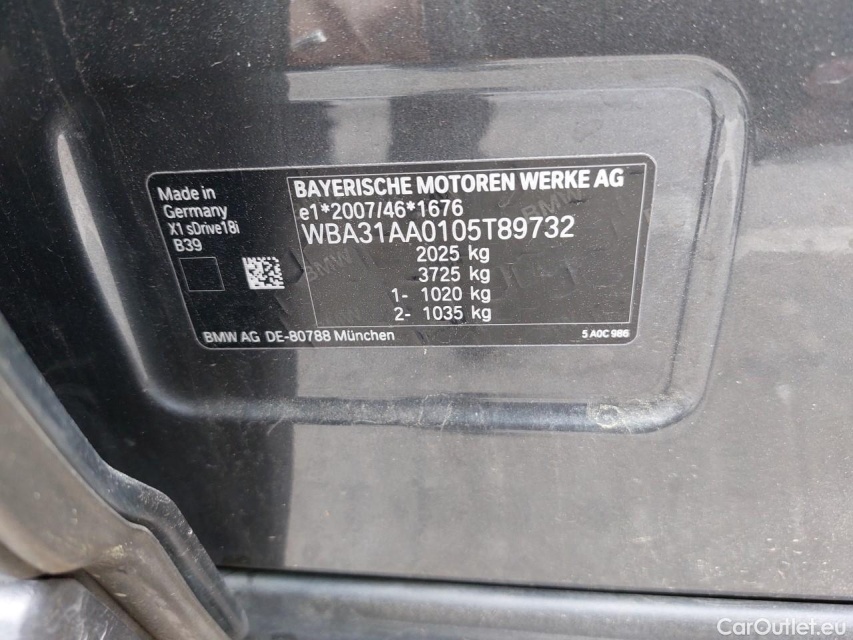 Made in
Germany
X1 sDrive18i
B39
BAYERISCHE MOTOREN WERKE AG
e1*2007/46*1676
WBA31AA0105T89732
2025 kg
3725 kg
1- 1020 kg
2- 1035 kg
BMW AG DE-80788 München
5 A0C 986
CarOutlet.eu